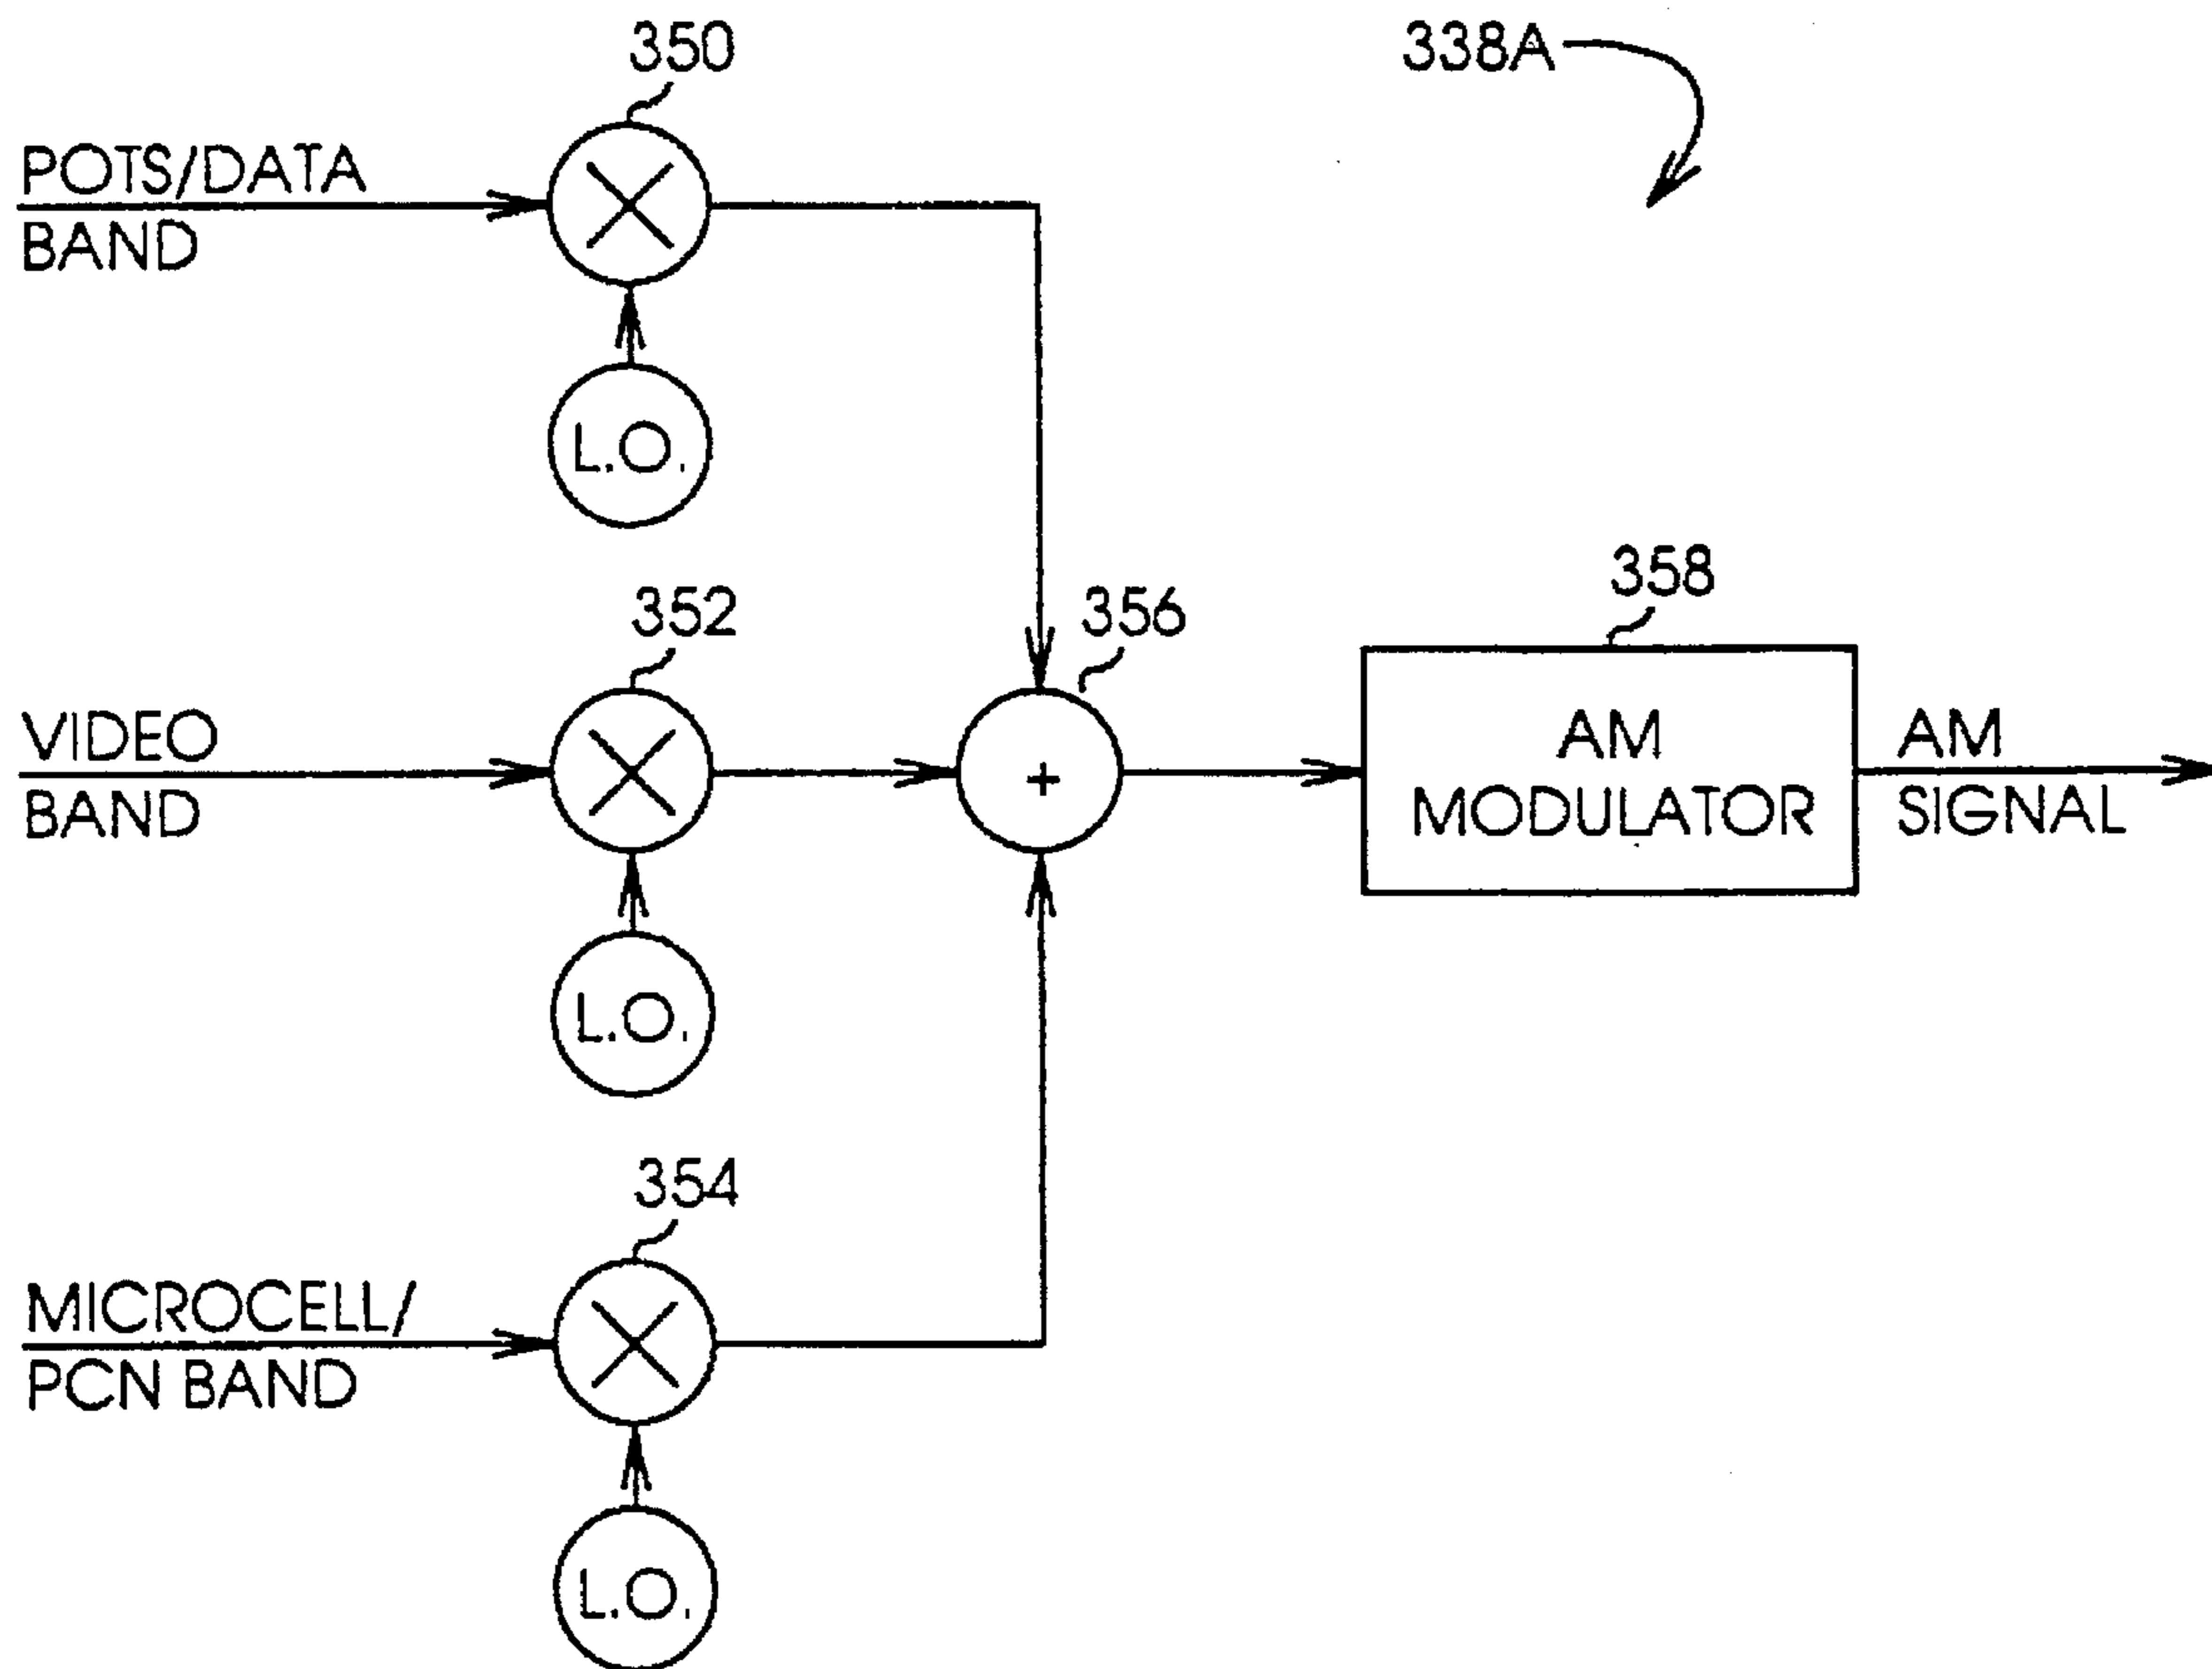 350
338A
POTS/DATA
BAND
L.O.
352
356
358
VIDEO
BAND
+
AM
MODULATOR
AM
SIGNAL
L.O.
354
MICROCELL/
PCN BAND
L.O.